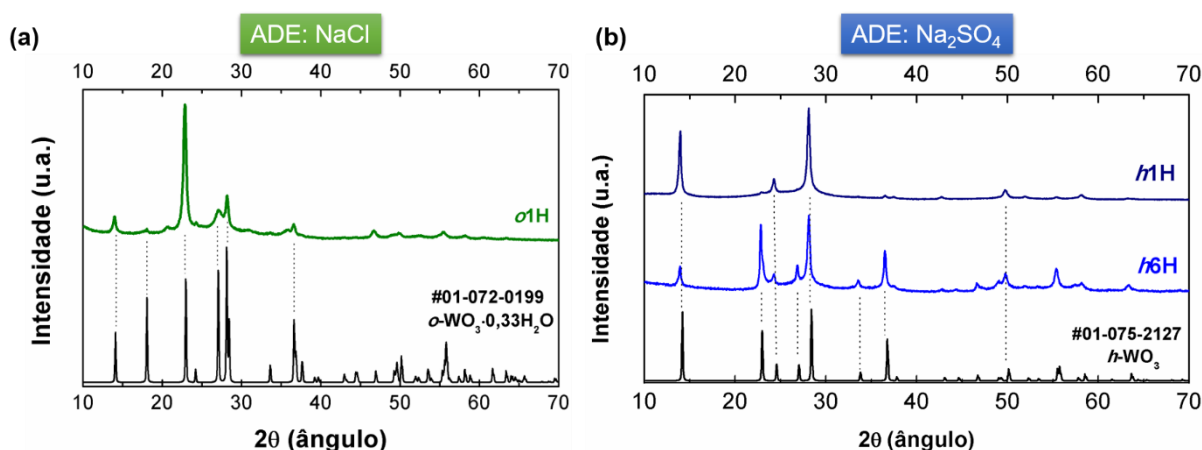 (a)
ADE: NaCl
10 20 30 40 50 60 70
Intensidade (u.a.)
o1H
#01-072-0199
o-WO₃·0,33H₂O
10 20 30 40 50 60 70
2θ (ângulo)
(b)
ADE: Na₂SO₄
10 20 30 40 50 60 70
Intensidade (u.a.)
h1H
h6H
#01-075-2127
h-WO₃
10 20 30 40 50 60 70
2θ (ângulo)